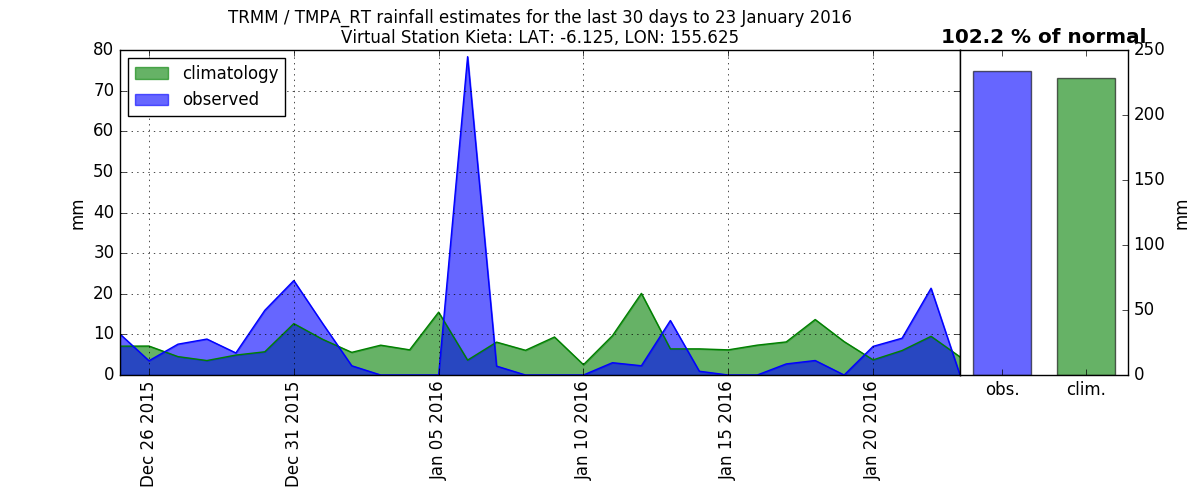 TRMM / TMPA_RT rainfall estimates for the last 30 days to 23 January 2016
Virtual Station Kieta: LAT: -6.125, LON: 155.625
102.2 % of normal
climatology
observed
mm
80
70
60
50
40
30
20
10
0
Dec 26 2015
Dec 31 2015
Jan 05 2016
Jan 10 2016
Jan 15 2016
Jan 20 2016
obs.
clim.
250
200
150
100
50
0
mm